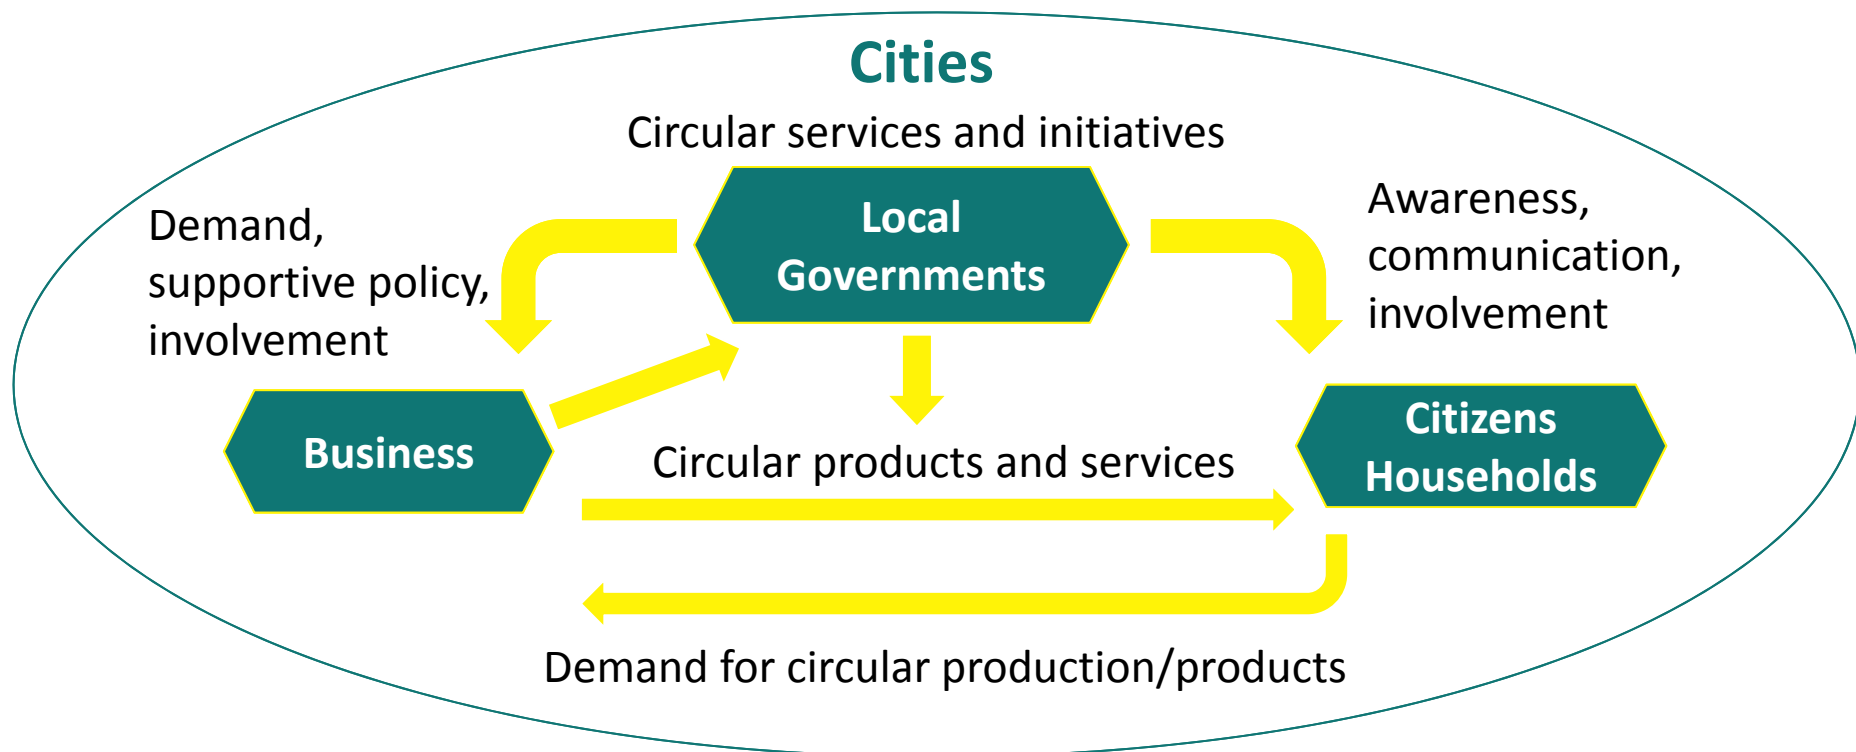 Cities
Circular services and initiatives
Local
Governments
Demand,
supportive policy,
involvement
Awareness,
communication,
involvement
Business
Circular products and services
Citizens
Households
Demand for circular production/products